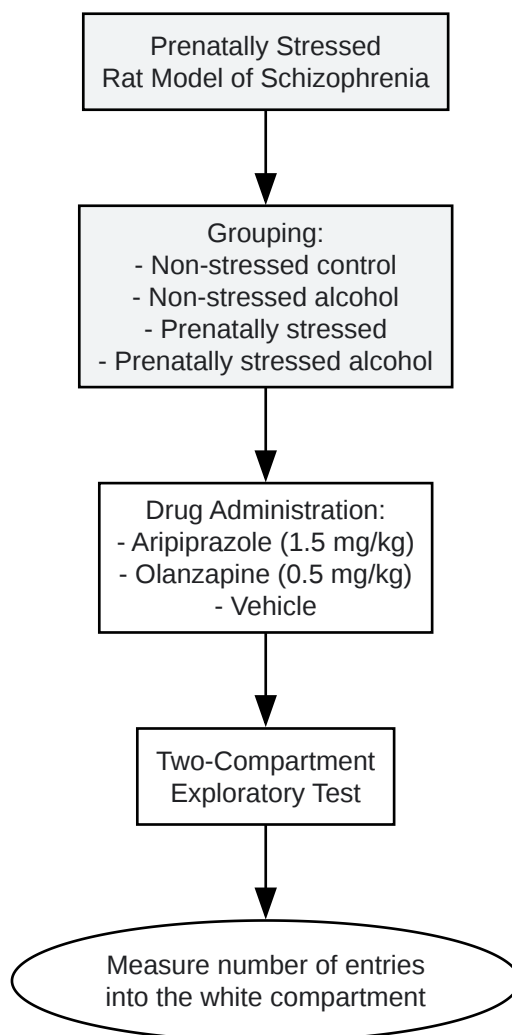 Prenatally Stressed
Rat Model of Schizophrenia
Grouping:
- Non-stressed control
- Non-stressed alcohol
- Prenatally stressed
- Prenatally stressed alcohol
Drug Administration:
- Aripiprazole (1.5 mg/kg)
- Olanzapine (0.5 mg/kg)
- Vehicle
Two-Compartment
Exploratory Test
Measure number of entries
into the white compartment